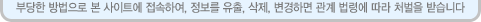 부당한 방법으로 본 사이트에 접속하여, 정보를 유출, 삭제, 변경하면 관계 법령에 따라 처벌을 받습니다